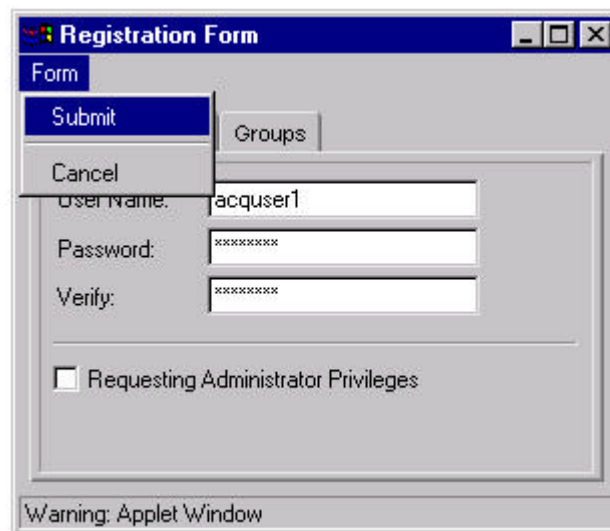 Registration Form
Form
Submit
Groups
Cancel
User Name: acquser1
Password: ********
Verify: ********
Requesting Administrator Privileges
Warning: Applet Window